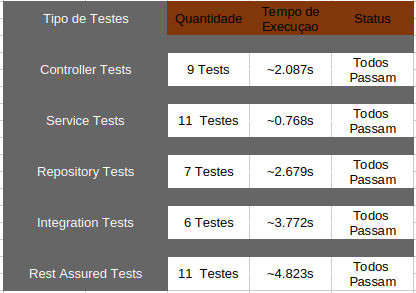 Tipo de Testes Quantidade Tempo de Execuçao Status
Controller Tests 9 Tests ~2.087s Todos Passam
Service Tests 11 Testes ~0.768s Todos Passam
Repository Tests 7 Testes ~2.679s Todos Passam
Integration Tests 6 Testes ~3.772s Todos Passam
Rest Assured Tests 11 Testes ~4.823s Todos Passam